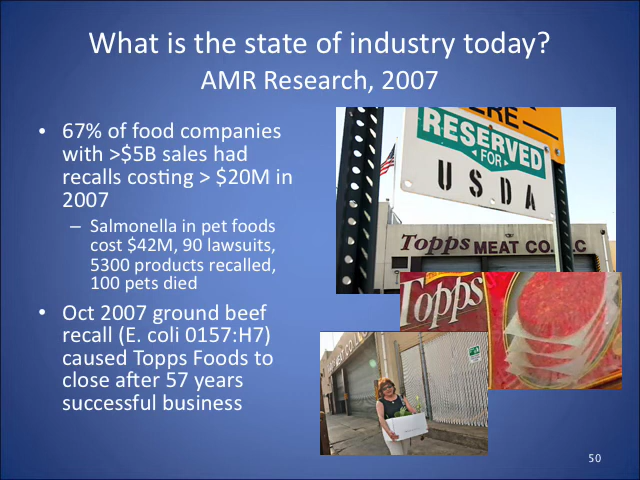 What is the state of industry today?
AMR Research, 2007
• 67% of food companies
with >$5B sales had
recalls costing > $20M in
2007
– Salmonella in pet foods
cost $42M, 90 lawsuits,
5300 products recalled,
100 pets died
• Oct 2007 ground beef
recall (E. coli 0157:H7)
caused Topps Foods to
close after 57 years
successful business
ERE
RESERVED
FOR
USDA
Topps MEAT CO. LC
Topps
50